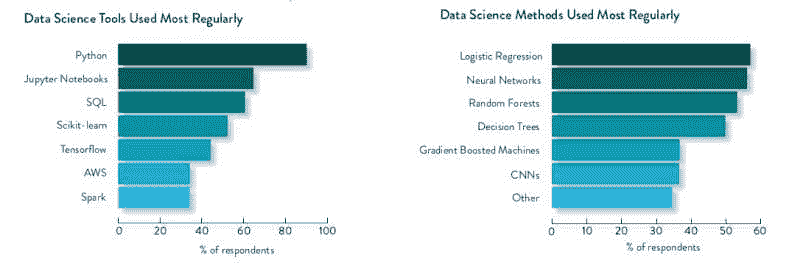 Data Science Tools Used Most Regularly
Python
Jupyter Notebooks
SQL
Scikit-learn
Tensorflow
AWS
Spark
0 20 40 60 80 100
% of respondents
Data Science Methods Used Most Regularly
Logistic Regression
Neural Networks
Random Forests
Decision Trees
Gradient Boosted Machines
CNNs
Other
0 10 20 30 40 50 60
% of respondents